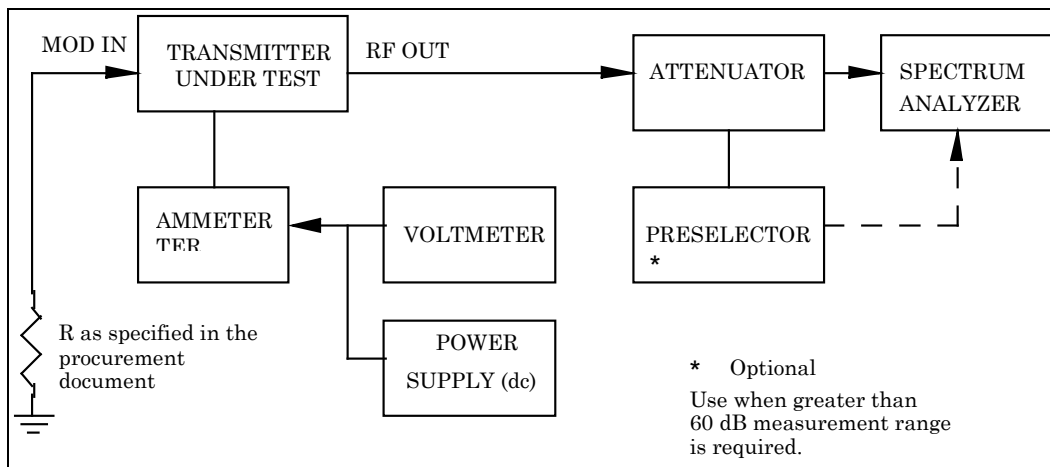 MOD IN
TRANSMITTER
UNDER TEST
RF OUT
ATTENUATOR
SPECTRUM
ANALYZER
AMMETER
TER
VOLTMETER
PRESELECTOR
*
R as specified in the
procurement
document
POWER
SUPPLY (dc)
* Optional
Use when greater than
60 dB measurement range
is required.